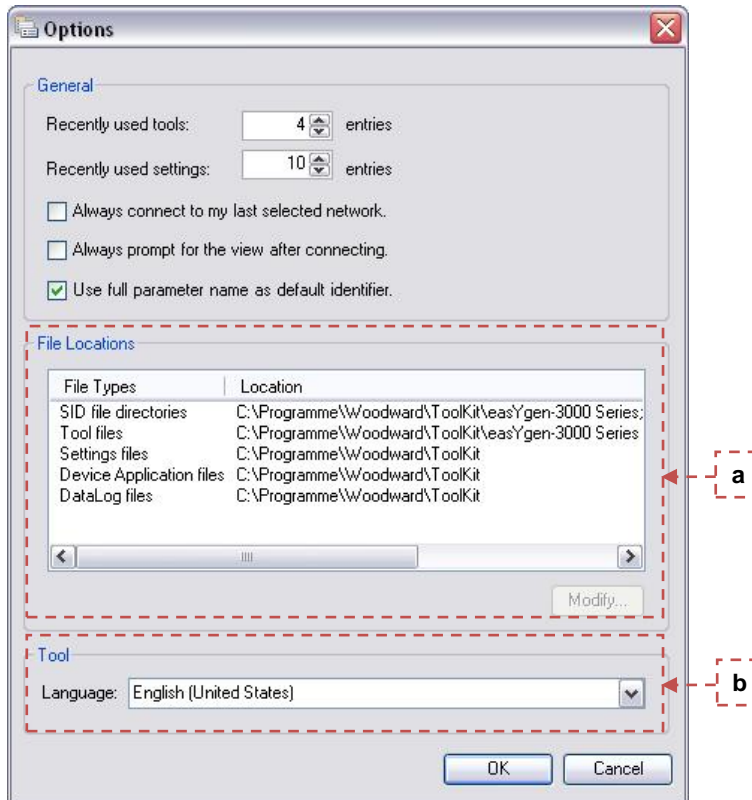 Options
General
Recently used tools: 4 entries
Recently used settings: 10 entries
Always connect to my last selected network.
Always prompt for the view after connecting.
Use full parameter name as default identifier.
File Locations
File Types Location
SID file directories C:\Programme\Woodward\ToolKit\easYgen-3000 Series;
Tool files C:\Programme\Woodward\ToolKit\easYgen-3000 Series
Settings files C:\Programme\Woodward\ToolKit
Device Application files C:\Programme\Woodward\ToolKit
DataLog files C:\Programme\Woodward\ToolKit
a
Modify...
Tool
Language: English (United States)
b
OK Cancel